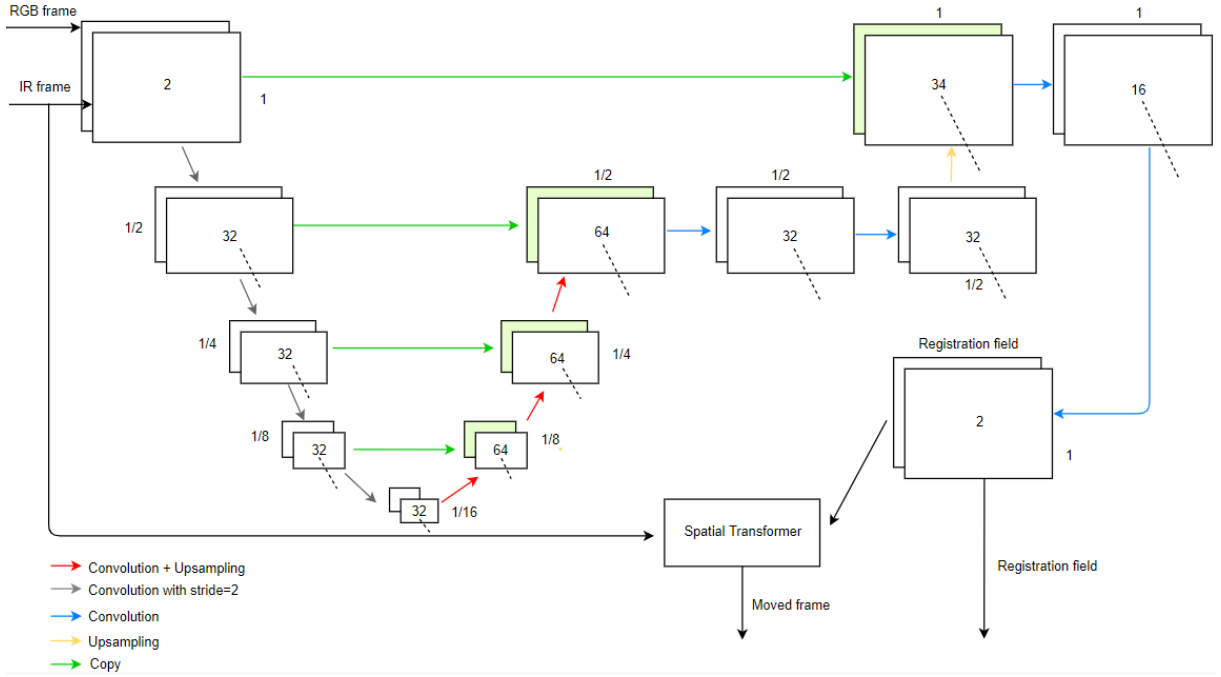 RGB frame
1
1
IR frame
2
34
16
1
1/2
1/2
1/2
32
64
32
32
1/2
1/4
32
64
1/4
Registration field
1/8
32
64
1/8
2
1
32
1/16
Spatial Transformer
Registration field
Moved frame
Convolution + Upsampling
Convolution with stride=2
Convolution
Upsampling
Copy